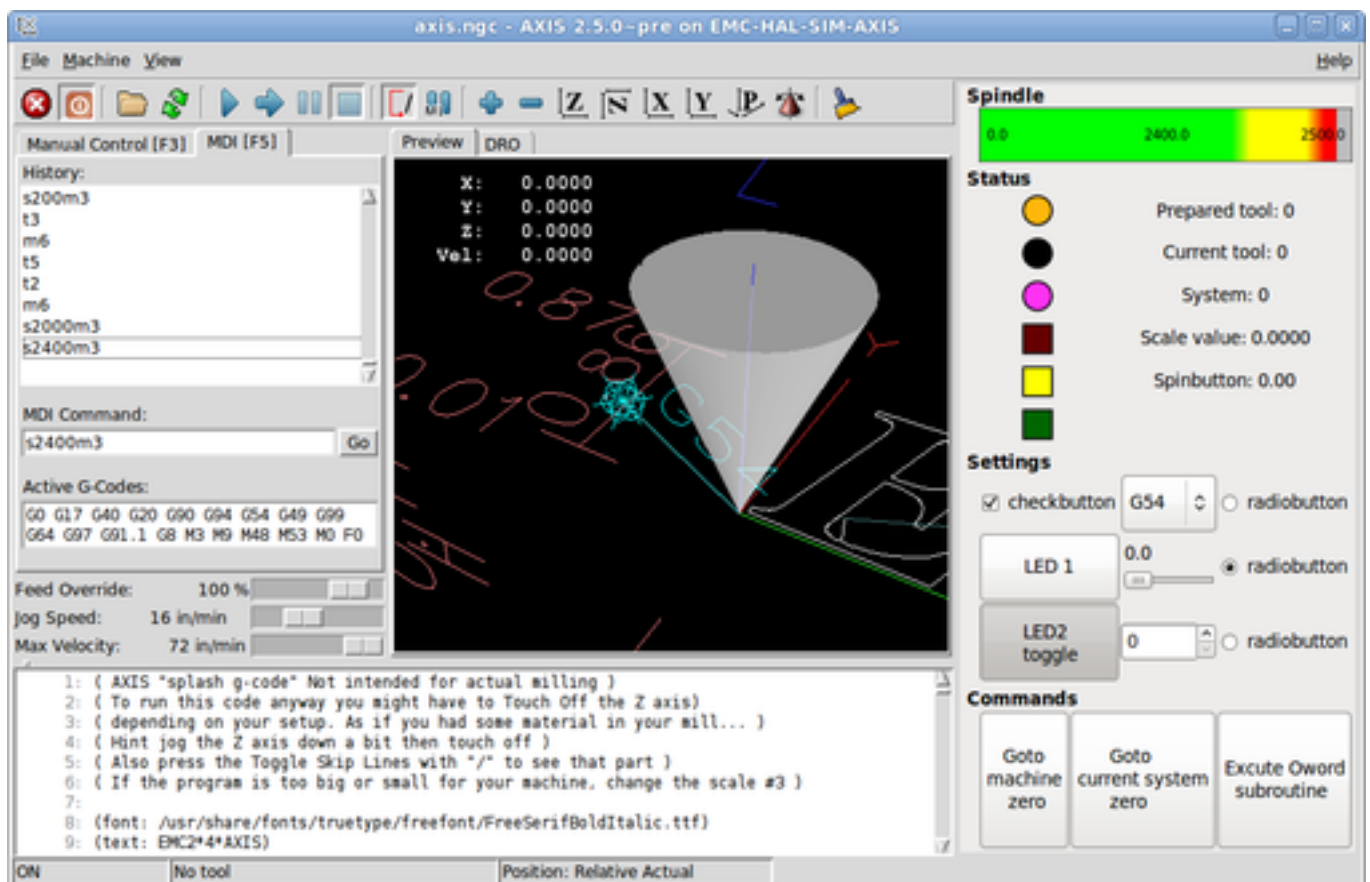 axis.ngc - AXIS 2.5.0~pre on EMC-HAL-SIM-AXIS
File Machine View Help
Z N X Y P
Manual Control [F3] MDI [F5]
History:
s200m3
t3
m6
t5
t2
m6
s2000m3
s2400m3
MDI Command:
s2400m3 Go
Active G-Codes:
G0 G17 G40 G20 G90 G94 G54 G49 G99
G64 G97 G91.1 G8 M3 M9 M48 M53 M0 F0
Feed Override: 100 %
Jog Speed: 16 in/min
Max Velocity: 72 in/min
Preview DRO
X: 0.0000
Y: 0.0000
Z: 0.0000
Vel: 0.0000
G54
Y
Spindle
0.0 2400.0 2500.0
Status
Prepared tool: 0
Current tool: 0
System: 0
Scale value: 0.0000
Spinbutton: 0.00
Settings
checkbutton G54 radiobutton
LED 1 0.0 radiobutton
LED2
toggle 0 radiobutton
Commands
Goto
machine
zero
Goto
current system
zero
Excute Oword
subroutine
1: ( AXIS "splash g-code" Not intended for actual milling )
2: ( To run this code anyway you might have to Touch Off the Z axis)
3: ( depending on your setup. As if you had some material in your mill... )
4: ( Hint jog the Z axis down a bit then touch off )
5: ( Also press the Toggle Skip Lines with "/" to see that part )
6: ( If the program is too big or small for your machine, change the scale #3 )
7:
8: (font: /usr/share/fonts/truetype/freefont/FreeSerifBoldItalic.ttf)
9: (text: EMC2*4*AXIS)
ON No tool Position: Relative Actual